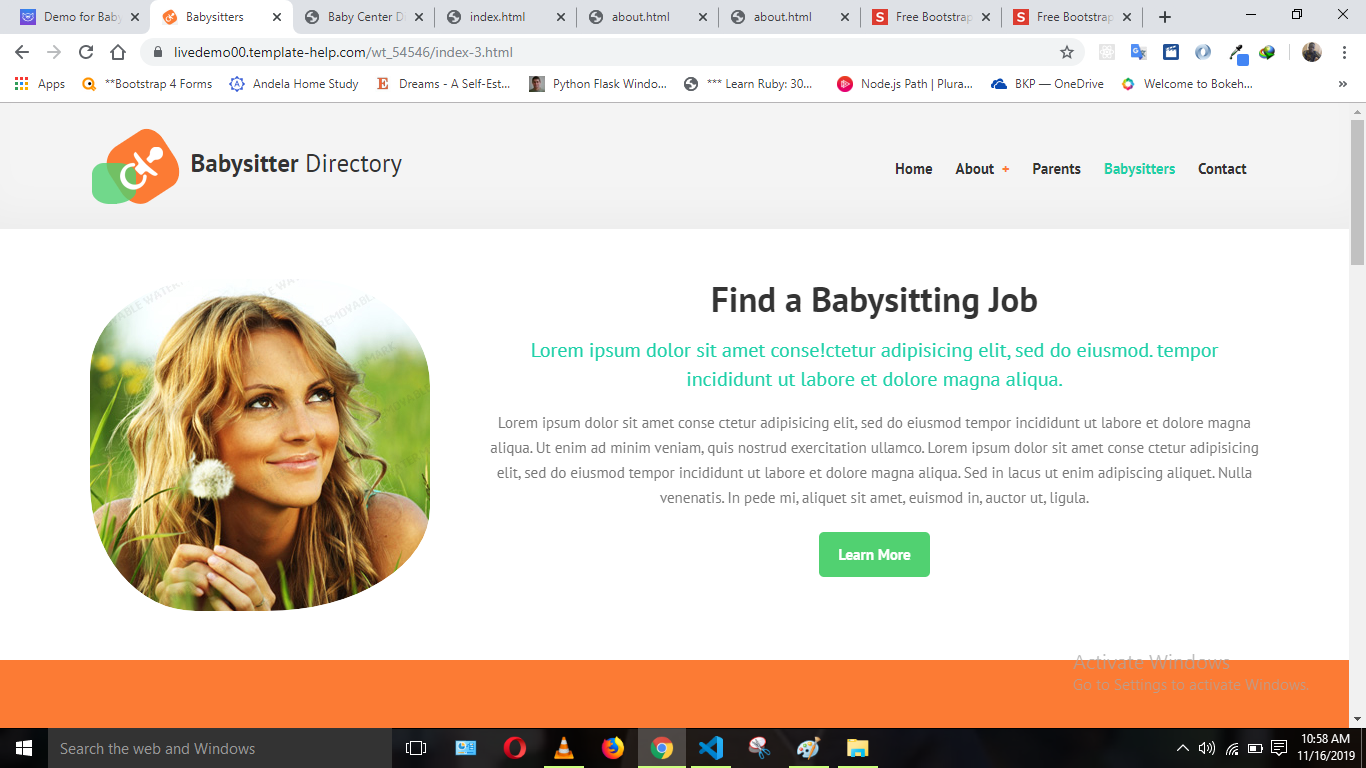 Demo for Baby
Babysitters
Baby Center D
index.html
about.html
about.html
Free Bootstrap
Free Bootstrap
livedemo00.template-help.com/wt_54546/index-3.html
Apps
**Bootstrap 4 Forms
Andela Home Study
Dreams - A Self-Est...
Python Flask Windo...
*** Learn Ruby: 30...
Node.js Path | Plura...
BKP — OneDrive
Welcome to Bokeh...
Babysitter Directory
Home
About +
Parents
Babysitters
Contact
Find a Babysitting Job
Lorem ipsum dolor sit amet conse!ctetur adipisicing elit, sed do eiusmod. tempor
incididunt ut labore et dolore magna aliqua.
Lorem ipsum dolor sit amet conse ctetur adipisicing elit, sed do eiusmod tempor incididunt ut labore et dolore magna
aliqua. Ut enim ad minim veniam, quis nostrud exercitation ullamco. Lorem ipsum dolor sit amet conse ctetur adipisicing
elit, sed do eiusmod tempor incididunt ut labore et dolore magna aliqua. Sed in lacus ut enim adipiscing aliquet. Nulla
venenatis. In pede mi, aliquet sit amet, euismod in, auctor ut, ligula.
Learn More
Activate Windows
Go to Settings to activate Windows.
Search the web and Windows
10:58 AM
11/16/2019